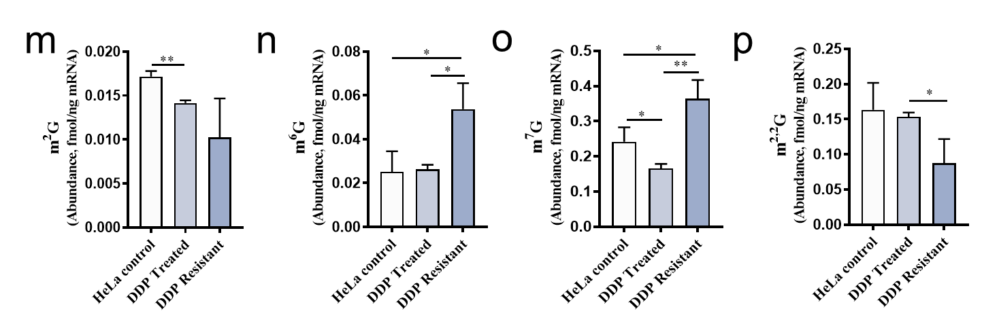 m
m²G
(Abundance, fmol/ng mRNA)
0.020
0.015
0.010
0.005
0.000
**
HeLa control
DDP Treated
DDP Resistant
n
m⁶G
(Abundance, fmol/ng mRNA)
0.08
0.06
0.04
0.02
0.00
*
*
HeLa control
DDP Treated
DDP Resistant
o
m⁷G
(Abundance, fmol/ng mRNA)
0.5
0.4
0.3
0.2
0.1
0.0
*
**
*
HeLa control
DDP Treated
DDP Resistant
p
m²,²G
(Abundance, fmol/ng mRNA)
0.25
0.20
0.15
0.10
0.05
0.00
*
HeLa control
DDP Treated
DDP Resistant